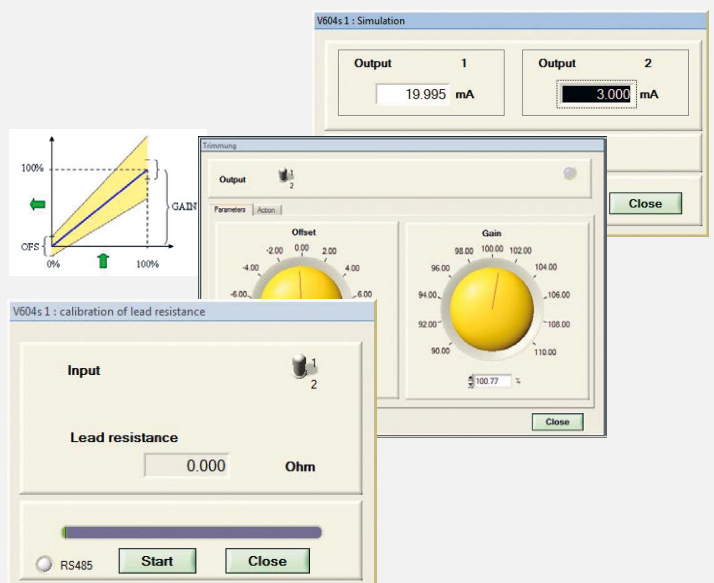 V604s 1 : Simulation
Output 1
19.995 mA
Output 2
3.000 mA
Close
100%
GAIN
OFS
0% 100%
Trimmung
Output
1
2
Parameters Action
Offset
-2.00 0.00 2.00
-4.00 4.00
-6.00 6.00
Gain
98.00 100.00 102.00
96.00 104.00
94.00 106.00
92.00 108.00
90.00 110.00
100.77 %
Close
V604s 1 : calibration of lead resistance
Input
1
2
Lead resistance
0.000 Ohm
RS485 Start Close